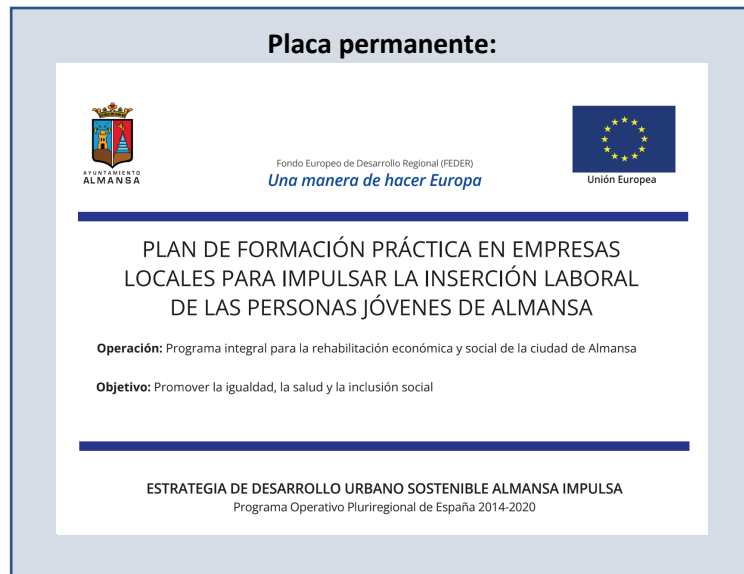 Placa permanente:
AYUNTAMIENTO
ALMANSA
Fondo Europeo de Desarrollo Regional (FEDER)
Una manera de hacer Europa
Unión Europea
PLAN DE FORMACIÓN PRÁCTICA EN EMPRESAS
LOCALES PARA IMPULSAR LA INSERCIÓN LABORAL
DE LAS PERSONAS JÓVENES DE ALMANSA
Operación: Programa integral para la rehabilitación económica y social de la ciudad de Almansa
Objetivo: Promover la igualdad, la salud y la inclusión social
ESTRATEGIA DE DESARROLLO URBANO SOSTENIBLE ALMANSA IMPULSA
Programa Operativo Pluriregional de España 2014-2020